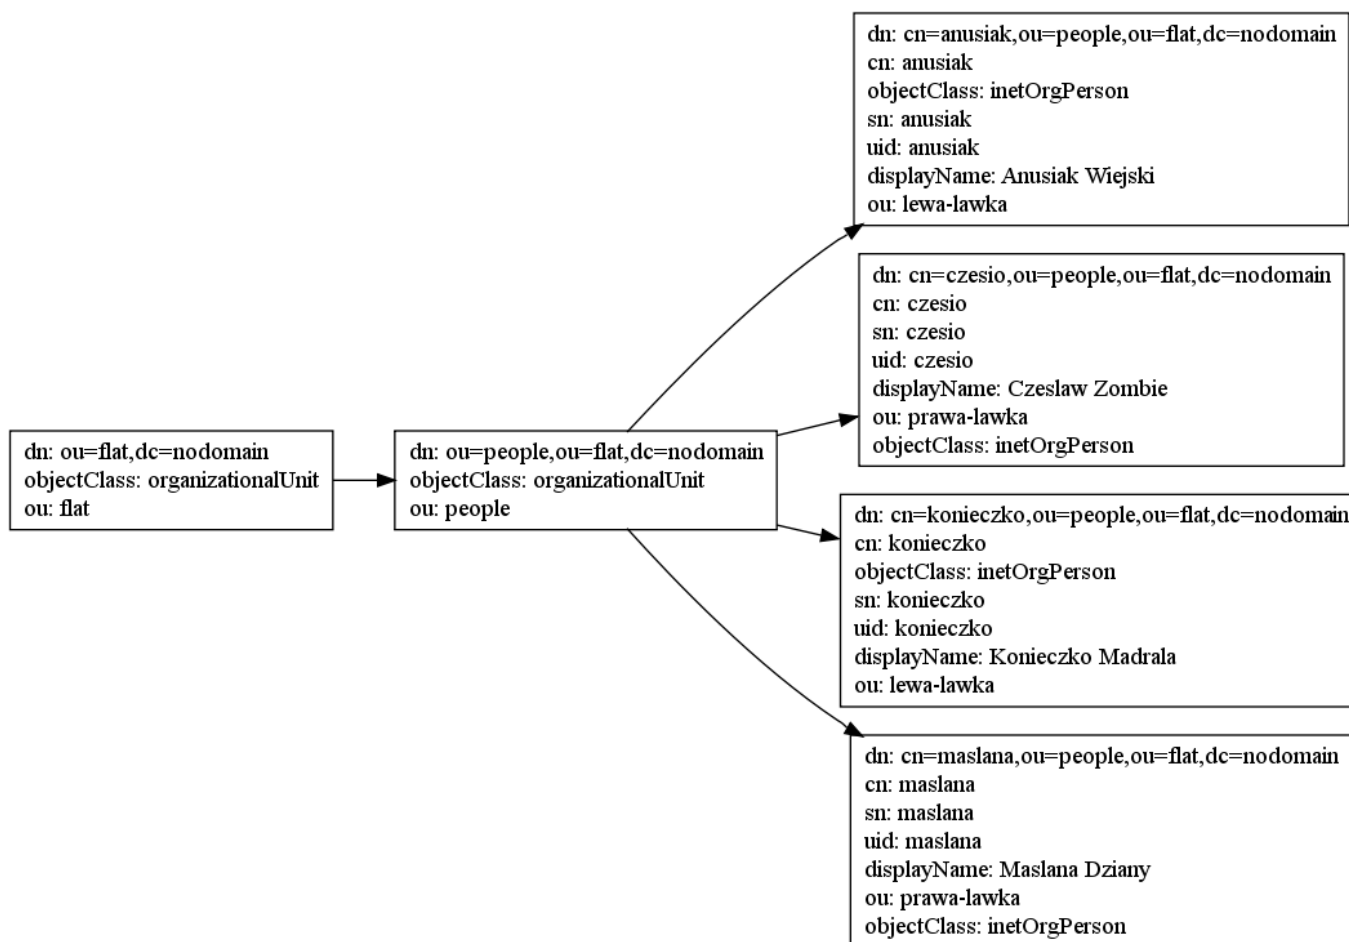 dn: ou=flat,dc=nodomain
objectClass: organizationalUnit
ou: flat
dn: ou=people,ou=flat,dc=nodomain
objectClass: organizationalUnit
ou: people
dn: cn=anusiak,ou=people,ou=flat,dc=nodomain
cn: anusiak
objectClass: inetOrgPerson
sn: anusiak
uid: anusiak
displayName: Anusiak Wiejski
ou: lewa-lawka
dn: cn=czesio,ou=people,ou=flat,dc=nodomain
cn: czesio
sn: czesio
uid: czesio
displayName: Czeslaw Zombie
ou: prawa-lawka
objectClass: inetOrgPerson
dn: cn=konieczko,ou=people,ou=flat,dc=nodomain
cn: konieczko
objectClass: inetOrgPerson
sn: konieczko
uid: konieczko
displayName: Konieczko Madrala
ou: lewa-lawka
dn: cn=maslana,ou=people,ou=flat,dc=nodomain
cn: maslana
sn: maslana
uid: maslana
displayName: Maslana Dziany
ou: prawa-lawka
objectClass: inetOrgPerson